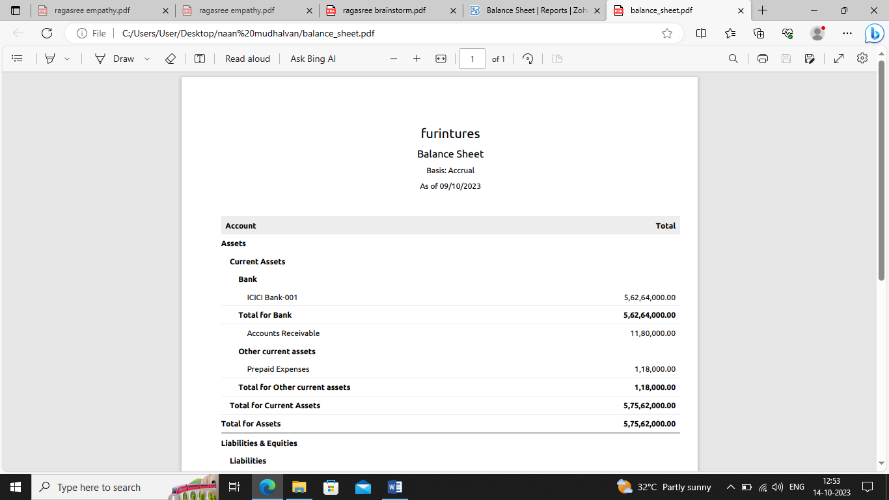 ragasree empathy.pdf
ragasree empathy.pdf
ragasree brainstorm.pdf
Balance Sheet | Reports | Zoh
balance_sheet.pdf
File
C:/Users/User/Desktop/naan%20mudhalvan/balance_sheet.pdf
Draw
Read aloud
Ask Bing AI
1
of 1
furintures
Balance Sheet
Basis: Accrual
As of 09/10/2023
Account Total
Assets
Current Assets
Bank
ICICI Bank-001 5,62,64,000.00
Total for Bank 5,62,64,000.00
Accounts Receivable 11,80,000.00
Other current assets
Prepaid Expenses 1,18,000.00
Total for Other current assets 1,18,000.00
Total for Current Assets 5,75,62,000.00
Total for Assets 5,75,62,000.00
Liabilities & Equities
Liabilities
Type here to search
32°C Partly sunny
ENG
12:53
14-10-2023